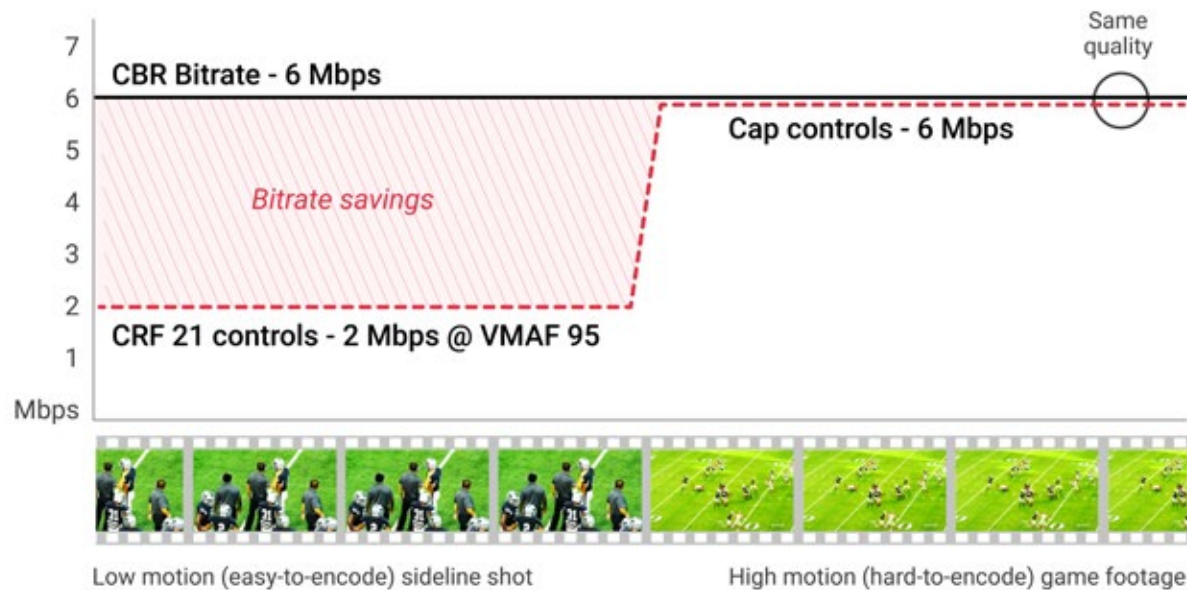 Same
quality
7
CBR Bitrate - 6 Mbps
6
Cap controls - 6 Mbps
5
Bitrate savings
4
3
2
CRF 21 controls - 2 Mbps @ VMAF 95
1
Mbps
Low motion (easy-to-encode) sideline shot
High motion (hard-to-encode) game footage